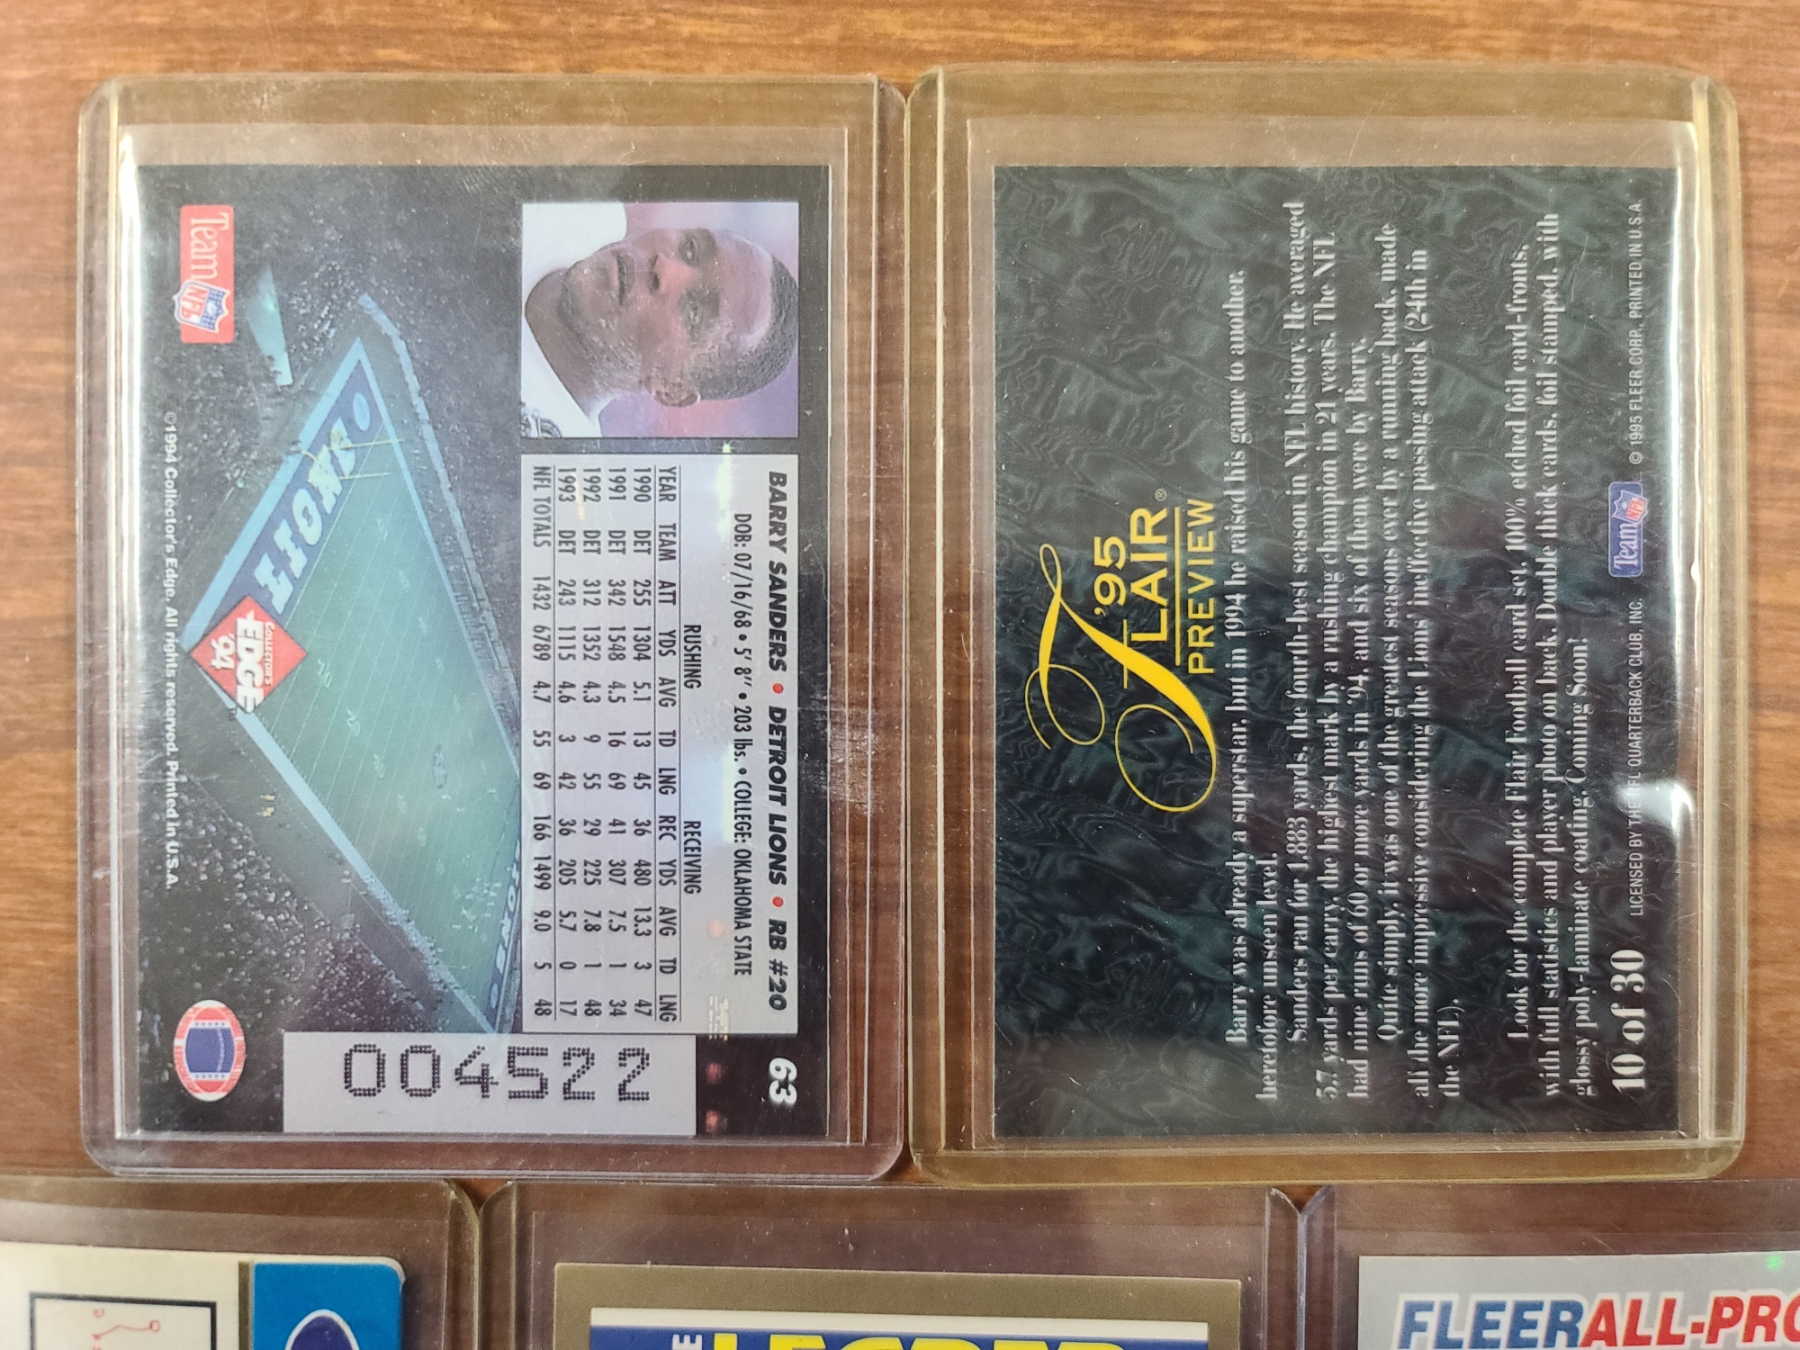 BARRY SANDERS • DETROIT LIONS • RB #20
63
DOB: 07/16/68 • 5' 8" • 203 lbs. • COLLEGE: OKLAHOMA STATE
RUSHING RECEIVING
YEAR TEAM ATT YDS AVG TD LNG REC YDS AVG TD LNG
1990 DET 255 1304 5.1 13 45 36 480 13.3 3 47
1991 DET 342 1548 4.5 16 69 41 307 7.5 1 34
1992 DET 312 1352 4.3 9 55 29 225 7.8 1 48
1993 DET 243 1115 4.6 3 42 36 205 5.7 0 17
NFL TOTALS 1432 6789 4.7 55 69 166 1499 9.0 5 48
004522
COLLECTOR'S
EDGE
'94
Team NFL
©1994 Collector's Edge. All rights reserved. Printed in U.S.A.
'95
FLAIR®
PREVIEW
Barry was already a superstar, but in 1994 he raised his game to another,
heretofore unseen level.
Sanders ran for 1,883 yards, the fourth-best season in NFL history. He averaged
5.7 yards per carry, the highest mark by a rushing champion in 21 years. The NFL
had nine runs of 60 or more yards in '94, and six of them were by Barry.
Quite simply, it was one of the greatest seasons ever by a running back, made
all the more impressive considering the Lions' ineffective passing attack (24th in
the NFL).
Look for the complete Flair Football card set, 100% etched foil card-fronts,
with full statistics and player photo on back. Double thick cards, foil stamped, with
glossy poly-laminate coating. Coming Soon!
10 of 30
LICENSED BY THE NFL QUARTERBACK CLUB, INC.
Team NFL
© 1995 FLEER CORP., PRINTED IN U.S.A.
FLEER ALL-PRO